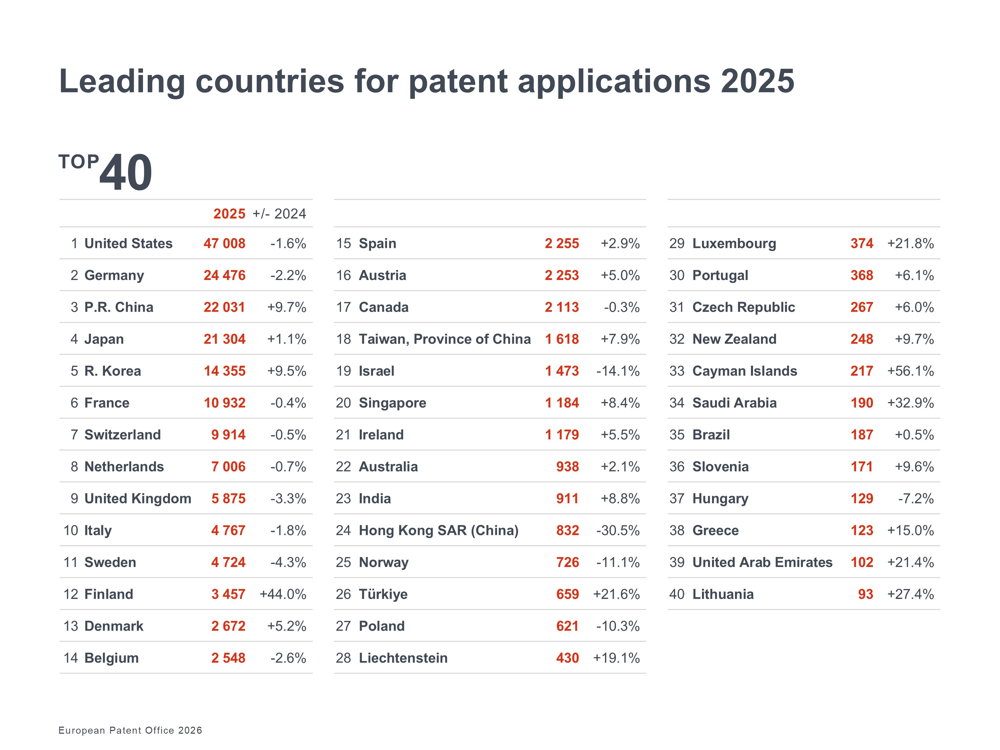 Leading countries for patent applications 2025
TOP 40
2025 +/- 2024
1 United States 47 008 -1.6%
2 Germany 24 476 -2.2%
3 P.R. China 22 031 +9.7%
4 Japan 21 304 +1.1%
5 R. Korea 14 355 +9.5%
6 France 10 932 -0.4%
7 Switzerland 9 914 -0.5%
8 Netherlands 7 006 -0.7%
9 United Kingdom 5 875 -3.3%
10 Italy 4 767 -1.8%
11 Sweden 4 724 -4.3%
12 Finland 3 457 +44.0%
13 Denmark 2 672 +5.2%
14 Belgium 2 548 -2.6%
15 Spain 2 255 +2.9%
16 Austria 2 253 +5.0%
17 Canada 2 113 -0.3%
18 Taiwan, Province of China 1 618 +7.9%
19 Israel 1 473 -14.1%
20 Singapore 1 184 +8.4%
21 Ireland 1 179 +5.5%
22 Australia 938 +2.1%
23 India 911 +8.8%
24 Hong Kong SAR (China) 832 -30.5%
25 Norway 726 -11.1%
26 Türkiye 659 +21.6%
27 Poland 621 -10.3%
28 Liechtenstein 430 +19.1%
29 Luxembourg 374 +21.8%
30 Portugal 368 +6.1%
31 Czech Republic 267 +6.0%
32 New Zealand 248 +9.7%
33 Cayman Islands 217 +56.1%
34 Saudi Arabia 190 +32.9%
35 Brazil 187 +0.5%
36 Slovenia 171 +9.6%
37 Hungary 129 -7.2%
38 Greece 123 +15.0%
39 United Arab Emirates 102 +21.4%
40 Lithuania 93 +27.4%
European Patent Office 2026